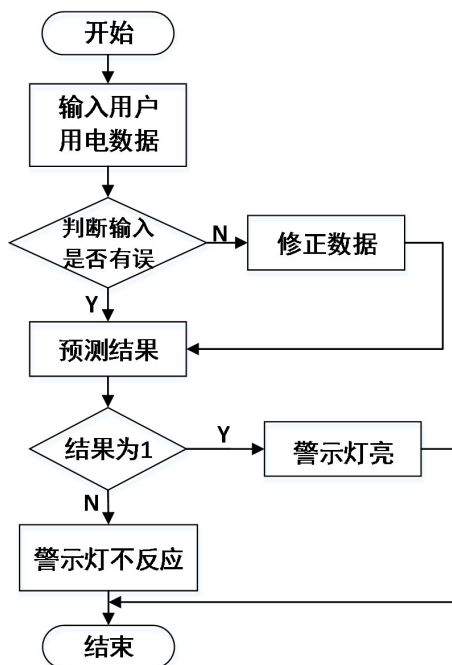 开始
输入用户
用电数据
判断输入
是否有误
N
修正数据
Y
预测结果
结果为1
Y
警示灯亮
N
警示灯不反应
结束